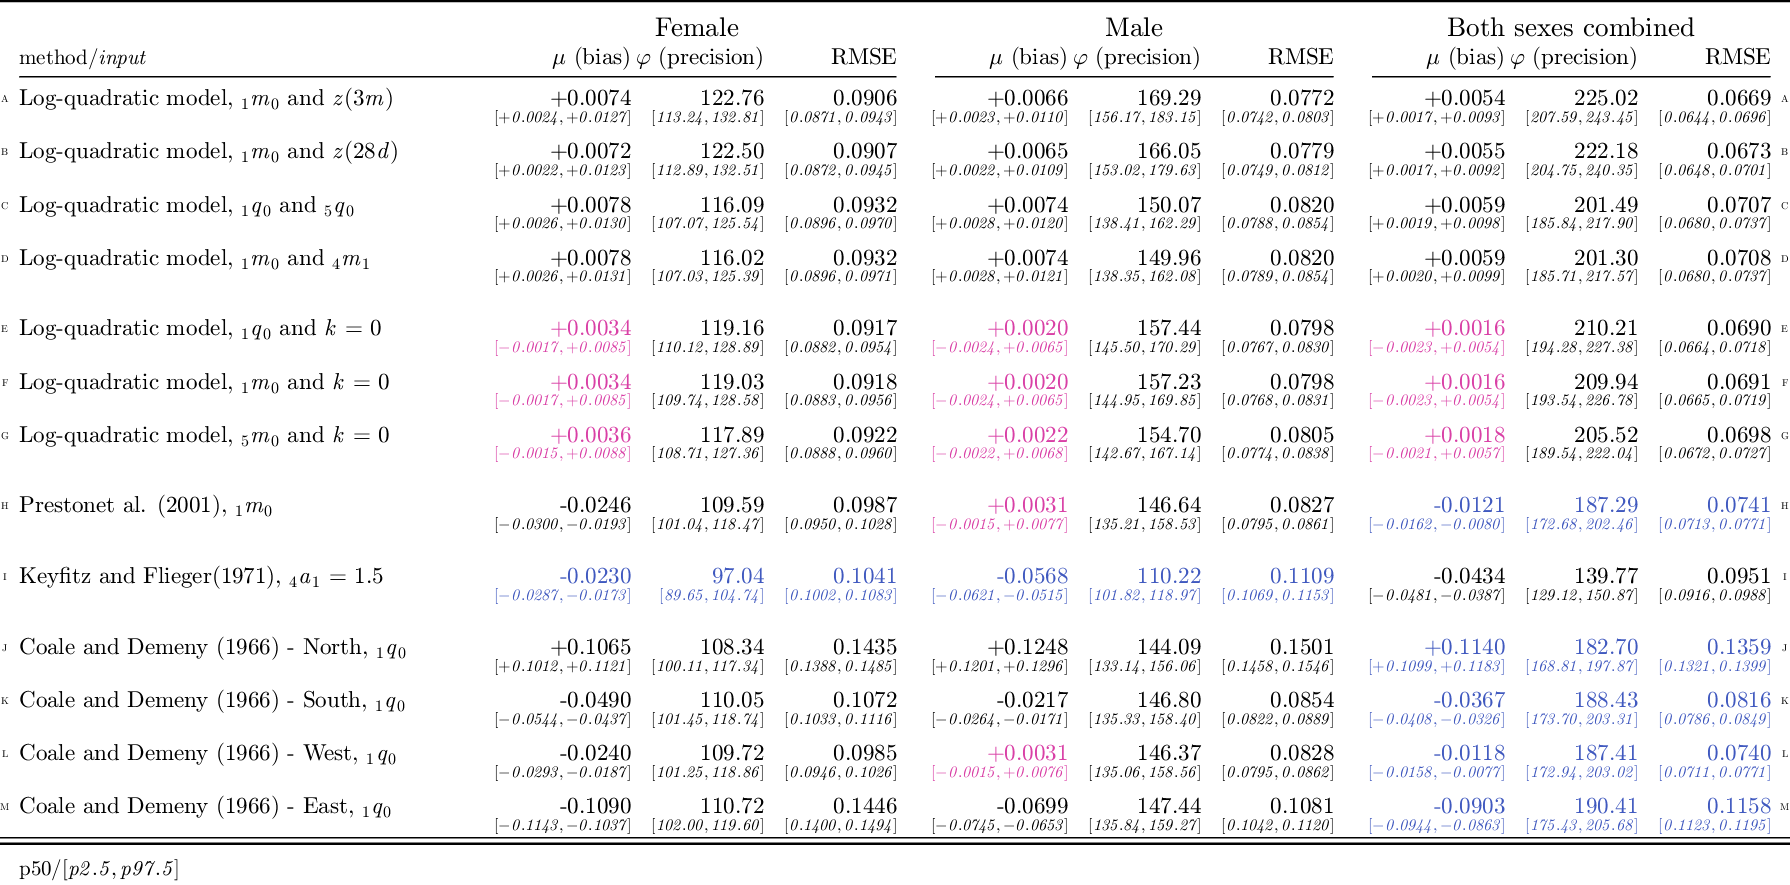 Female Male Both sexes combined
method/input μ (bias) φ (precision) RMSE μ (bias) φ (precision) RMSE μ (bias) φ (precision) RMSE
A Log-quadratic model, ₁m₀ and z(3m) +0.0074 122.76 0.0906 +0.0066 169.29 0.0772 +0.0054 225.02 0.0669 A
[+0.0024, +0.0127] [113.24, 132.81] [0.0871, 0.0943] [+0.0023, +0.0110] [156.17, 183.15] [0.0742, 0.0803] [+0.0017, +0.0093] [207.59, 243.45] [0.0644, 0.0696]
B Log-quadratic model, ₁m₀ and z(28d) +0.0072 122.50 0.0907 +0.0065 166.05 0.0779 +0.0055 222.18 0.0673 B
[+0.0022, +0.0123] [112.89, 132.51] [0.0872, 0.0945] [+0.0022, +0.0109] [153.02, 179.63] [0.0749, 0.0812] [+0.0017, +0.0092] [204.75, 240.35] [0.0648, 0.0701]
C Log-quadratic model, ₁q₀ and ₅q₀ +0.0078 116.09 0.0932 +0.0074 150.07 0.0820 +0.0059 201.49 0.0707 C
[+0.0026, +0.0130] [107.07, 125.54] [0.0896, 0.0970] [+0.0028, +0.0120] [138.41, 162.29] [0.0788, 0.0854] [+0.0019, +0.0098] [185.84, 217.90] [0.0680, 0.0737]
D Log-quadratic model, ₁m₀ and ₄m₁ +0.0078 116.02 0.0932 +0.0074 149.96 0.0820 +0.0059 201.30 0.0708 D
[+0.0026, +0.0131] [107.03, 125.39] [0.0896, 0.0971] [+0.0028, +0.0121] [138.35, 162.08] [0.0789, 0.0854] [+0.0020, +0.0099] [185.71, 217.57] [0.0680, 0.0737]
E Log-quadratic model, ₁q₀ and k = 0 +0.0034 119.16 0.0917 +0.0020 157.44 0.0798 +0.0016 210.21 0.0690 E
[−0.0017, +0.0085] [110.12, 128.89] [0.0882, 0.0954] [−0.0024, +0.0065] [145.50, 170.29] [0.0767, 0.0830] [−0.0023, +0.0054] [194.28, 227.38] [0.0664, 0.0718]
F Log-quadratic model, ₁m₀ and k = 0 +0.0034 119.03 0.0918 +0.0020 157.23 0.0798 +0.0016 209.94 0.0691 F
[−0.0017, +0.0085] [109.74, 128.58] [0.0883, 0.0956] [−0.0024, +0.0065] [144.95, 169.85] [0.0768, 0.0831] [−0.0023, +0.0054] [193.54, 226.78] [0.0665, 0.0719]
G Log-quadratic model, ₅m₀ and k = 0 +0.0036 117.89 0.0922 +0.0022 154.70 0.0805 +0.0018 205.52 0.0698 G
[−0.0015, +0.0088] [108.71, 127.36] [0.0888, 0.0960] [−0.0022, +0.0068] [142.67, 167.14] [0.0774, 0.0838] [−0.0021, +0.0057] [189.54, 222.04] [0.0672, 0.0727]
H Prestonet al. (2001), ₁m₀ -0.0246 109.59 0.0987 +0.0031 146.64 0.0827 -0.0121 187.29 0.0741 H
[−0.0300, −0.0193] [101.04, 118.47] [0.0950, 0.1028] [−0.0015, +0.0077] [135.21, 158.53] [0.0795, 0.0861] [−0.0162, −0.0080] [172.68, 202.46] [0.0713, 0.0771]
I Keyfitz and Flieger(1971), ₄a₁ = 1.5 -0.0230 97.04 0.1041 -0.0568 110.22 0.1109 -0.0434 139.77 0.0951 I
[−0.0287, −0.0173] [89.65, 104.74] [0.1002, 0.1083] [−0.0621, −0.0515] [101.82, 118.97] [0.1069, 0.1153] [−0.0481, −0.0387] [129.12, 150.87] [0.0916, 0.0988]
J Coale and Demeny (1966) - North, ₁q₀ +0.1065 108.34 0.1435 +0.1248 144.09 0.1501 +0.1140 182.70 0.1359 J
[+0.1012, +0.1121] [100.11, 117.34] [0.1388, 0.1485] [+0.1201, +0.1296] [133.14, 156.06] [0.1458, 0.1546] [+0.1099, +0.1183] [168.81, 197.87] [0.1321, 0.1399]
K Coale and Demeny (1966) - South, ₁q₀ -0.0490 110.05 0.1072 -0.0217 146.80 0.0854 -0.0367 188.43 0.0816 K
[−0.0544, −0.0437] [101.45, 118.74] [0.1033, 0.1116] [−0.0264, −0.0171] [135.33, 158.40] [0.0822, 0.0889] [−0.0408, −0.0326] [173.70, 203.31] [0.0786, 0.0849]
L Coale and Demeny (1966) - West, ₁q₀ -0.0240 109.72 0.0985 +0.0031 146.37 0.0828 -0.0118 187.41 0.0740 L
[−0.0293, −0.0187] [101.25, 118.86] [0.0946, 0.1026] [−0.0015, +0.0076] [135.06, 158.56] [0.0795, 0.0862] [−0.0158, −0.0077] [172.94, 203.02] [0.0711, 0.0771]
M Coale and Demeny (1966) - East, ₁q₀ -0.1090 110.72 0.1446 -0.0699 147.44 0.1081 -0.0903 190.41 0.1158 M
[−0.1143, −0.1037] [102.00, 119.60] [0.1400, 0.1494] [−0.0745, −0.0653] [135.84, 159.27] [0.1042, 0.1120] [−0.0944, −0.0863] [175.43, 205.68] [0.1123, 0.1195]
p50/[p2.5, p97.5]